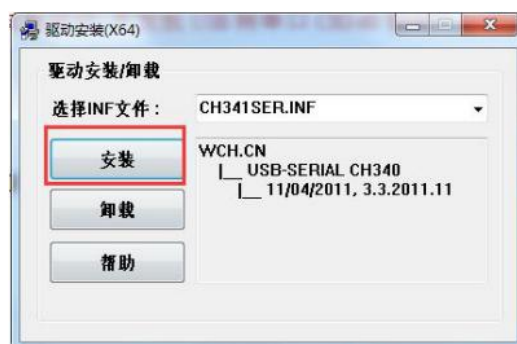 驱动安装(X64)
驱动安装/卸载
选择INF文件：
CH341SER.INF
安装
卸载
帮助
WCH.CN
|__ USB-SERIAL CH340
|__ 11/04/2011, 3.3.2011.11